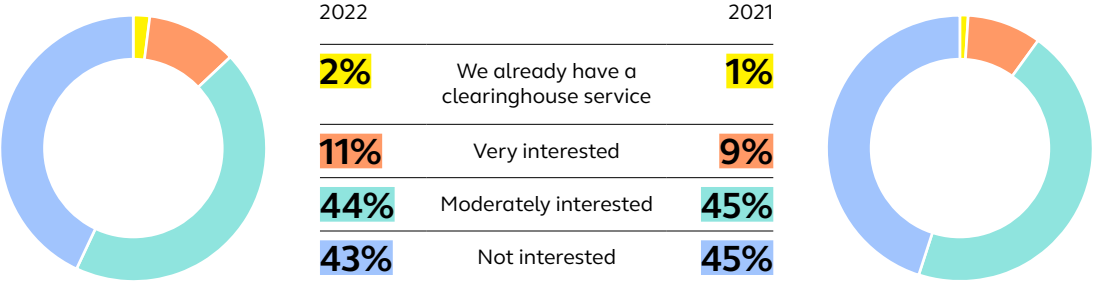 2022 2021
2% We already have a 1%
clearinghouse service
11% Very interested 9%
44% Moderately interested 45%
43% Not interested 45%